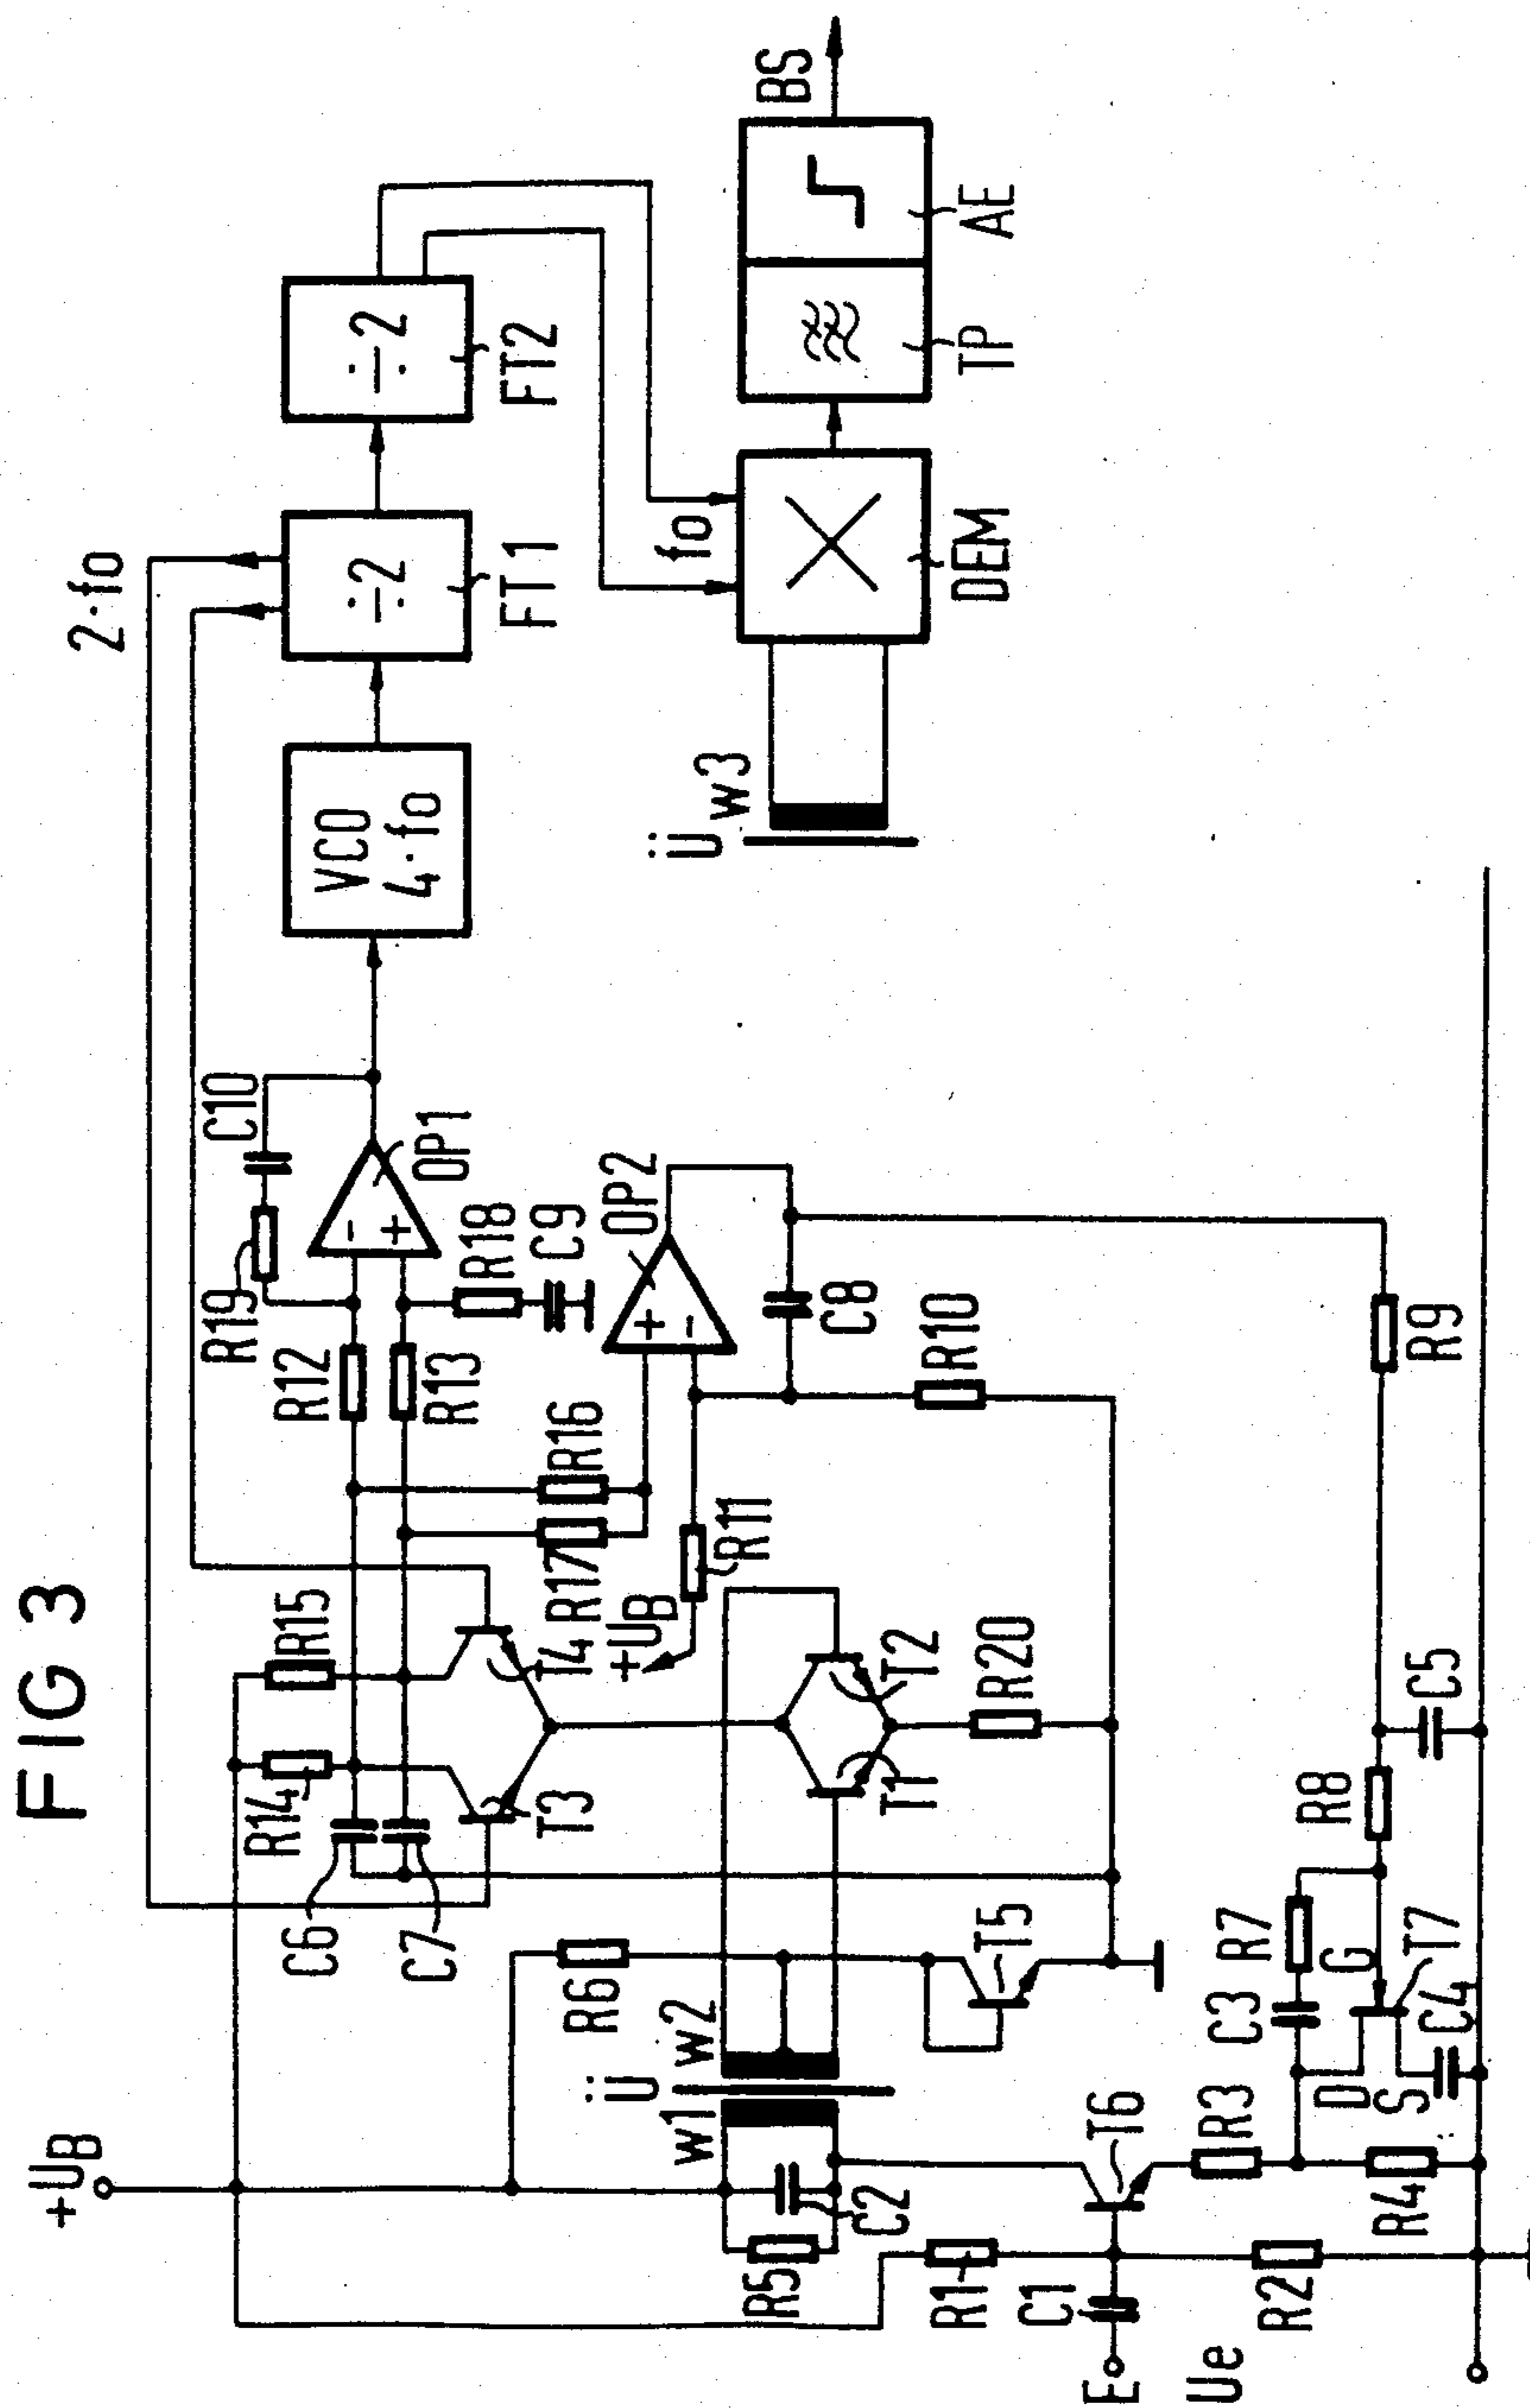 FIG 3
+UB
2·fo
R14
R15
C6
C7
T3
T4
R17
R16
R12
R13
R19
C10
OP1
R18
C9
VCO
4·fo
÷2
FT1
÷2
FT2
fo
R6
+UB
R11
OP2
C8
R10
w1
Ü
w2
R5
C2
T1
T2
R20
T5
Ü
w3
DEM
TP
AE
BS
R1
C1
E
Ue
R2
T6
R3
R4
C3
R7
D
G
S
T7
C4
R8
C5
R9